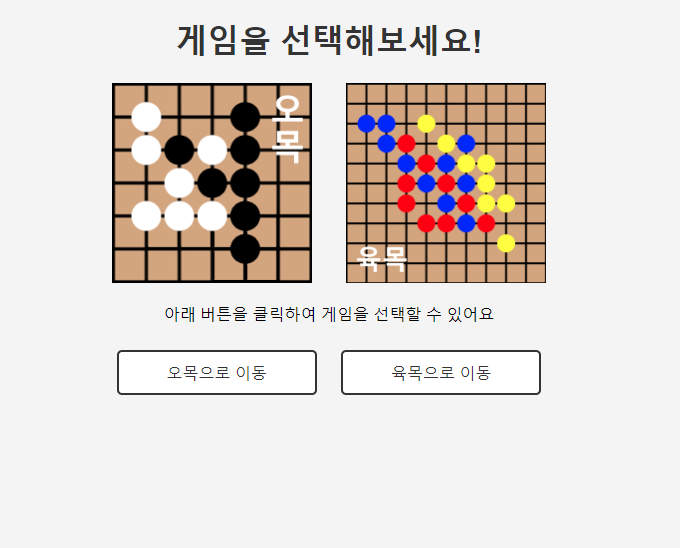 게임을 선택해보세요!
오목
육목
아래 버튼을 클릭하여 게임을 선택할 수 있어요
오목으로 이동
육목으로 이동